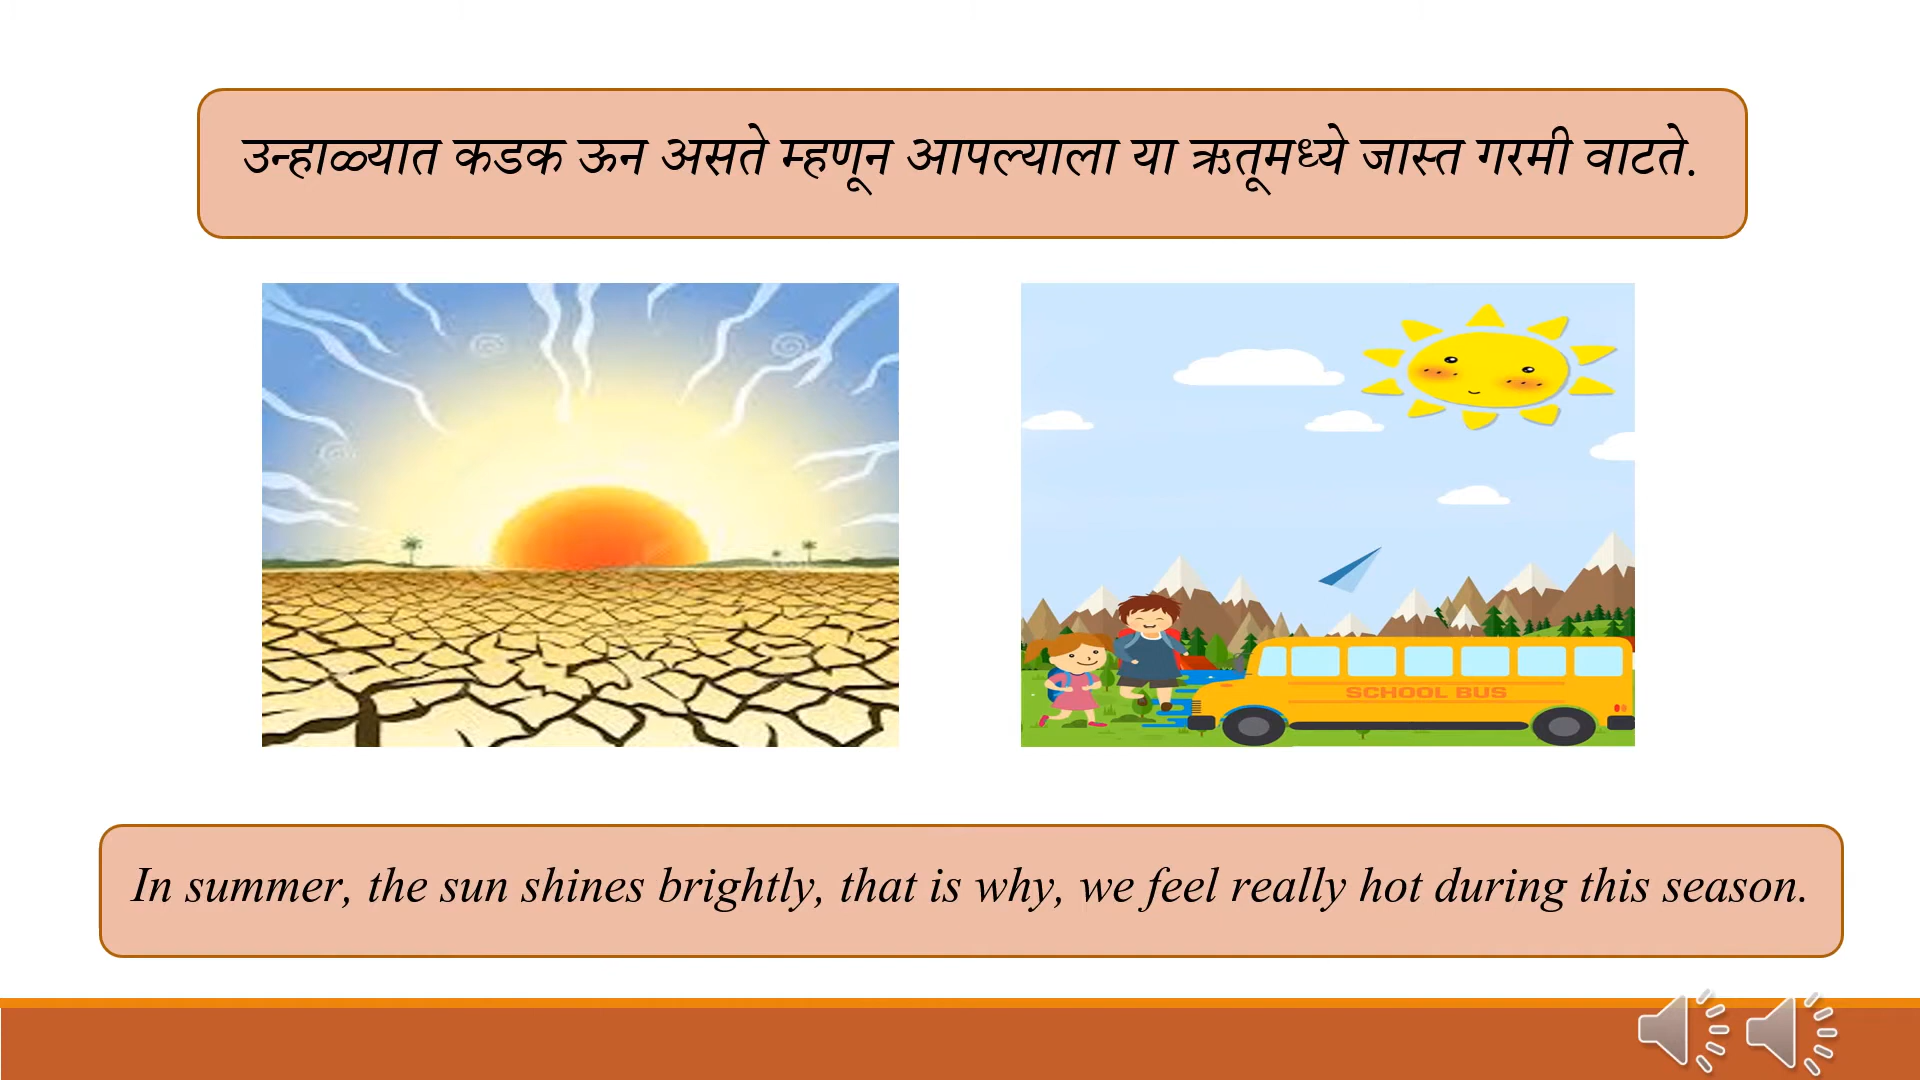 उन्हाळ्यात कडक ऊन असते म्हणून आपल्याला या ऋतूमध्ये जास्त गरमी वाटते.
SCHOOL BUS
In summer, the sun shines brightly, that is why, we feel really hot during this season.